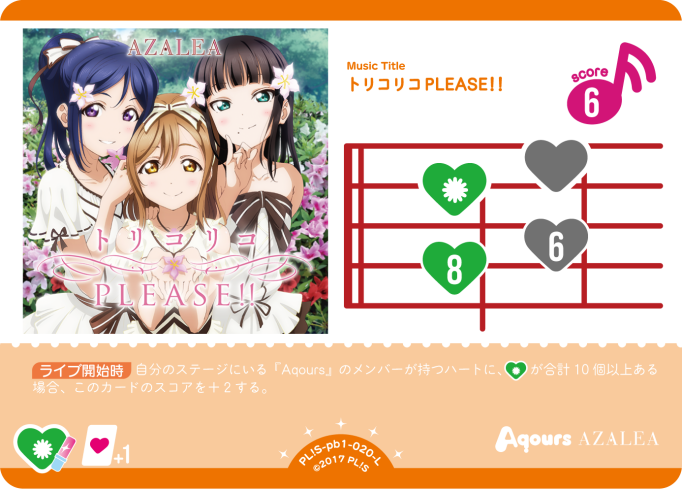 AZALEA
トリコリコ
PLEASE!!
Music Title
トリコリコPLEASE!!
score
6
8
6
ライブ開始時 自分のステージにいる『Aqours』のメンバーが持つハートに、が合計10個以上ある
場合、このカードのスコアを＋2する。
+1
PL!S-pb1-020-L
©2017 PL!S
Aqours AZALEA